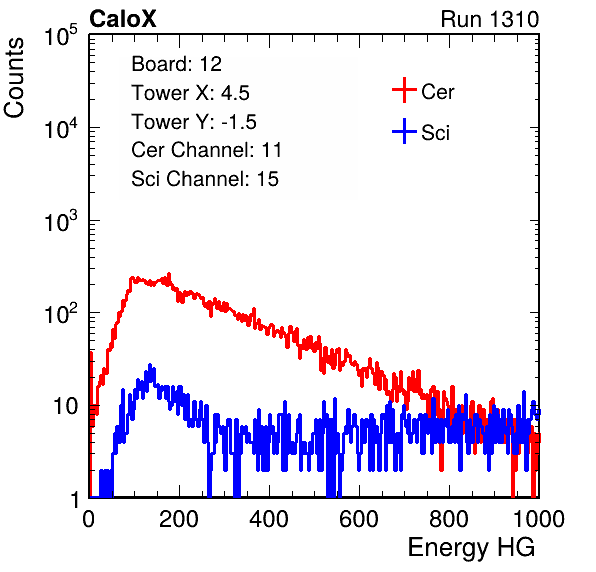 CaloX Run 1310
Counts
Board: 12
Tower X: 4.5
Tower Y: -1.5
Cer Channel: 11
Sci Channel: 15
Cer
Sci
10^5
10^4
10^3
10^2
10
1
0 200 400 600 800 1000
Energy HG